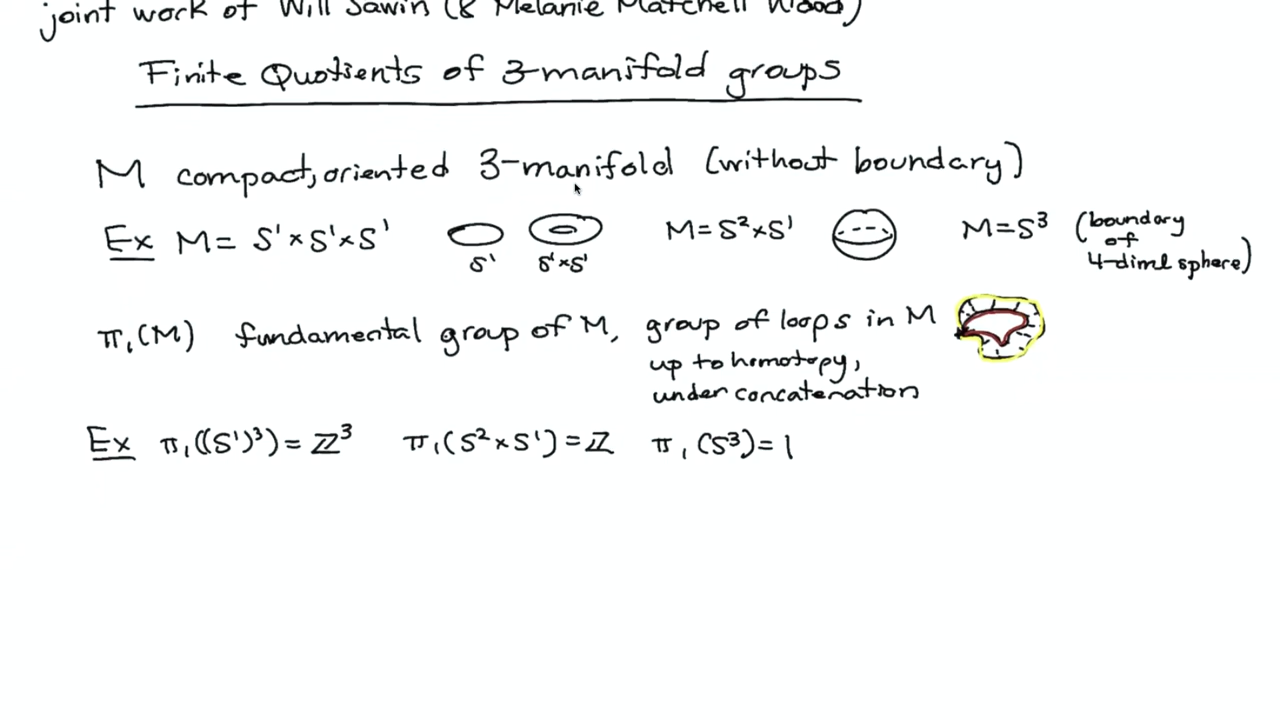 joint work of Will Sawin (& Melanie Matchett Wood)
Finite Quotients of 3-manifold groups
M compact, oriented 3-manifold (without boundary)
Ex M = S¹×S¹×S¹ S¹ S¹×S¹ M=S²×S¹ M=S³ (boundary of 4-diml sphere)
π₁(M) fundamental group of M, group of loops in M
up to homotopy,
under concatenation
Ex π₁((S¹)³) = ℤ³ π₁(S²×S¹) = ℤ π₁(S³) = 1